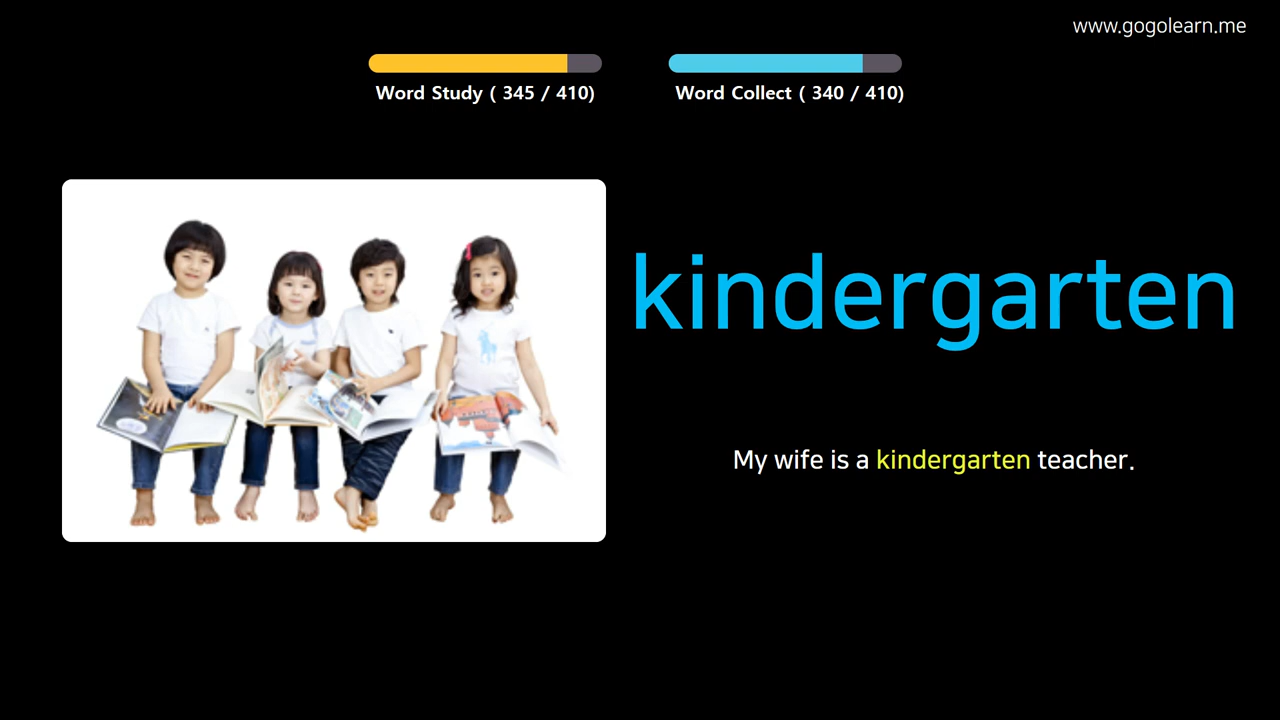 www.gogolearn.me
Word Study ( 345 / 410)
Word Collect ( 340 / 410)
kindergarten
My wife is a kindergarten teacher.